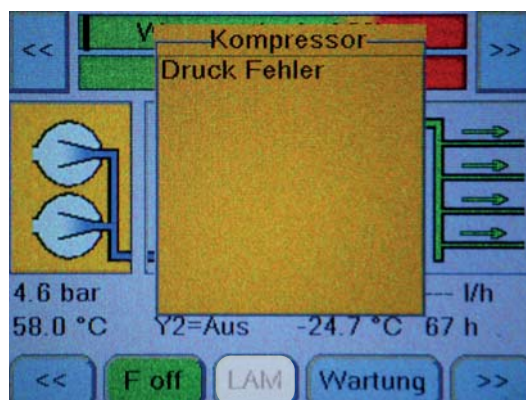 <<
Kompressor
>>
Druck Fehler
4.6 bar
--- l/h
58.0 °C Y2=Aus -24.7 °C 67 h
<< F off LAM Wartung >>